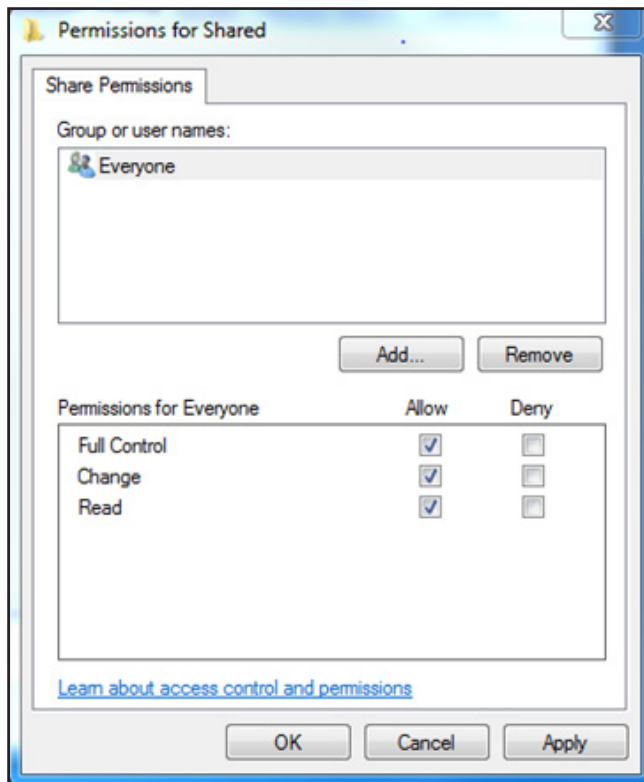 Permissions for Shared
Share Permissions
Group or user names:
Everyone
Add... Remove
Permissions for Everyone Allow Deny
Full Control
Change
Read
Learn about access control and permissions
OK Cancel Apply